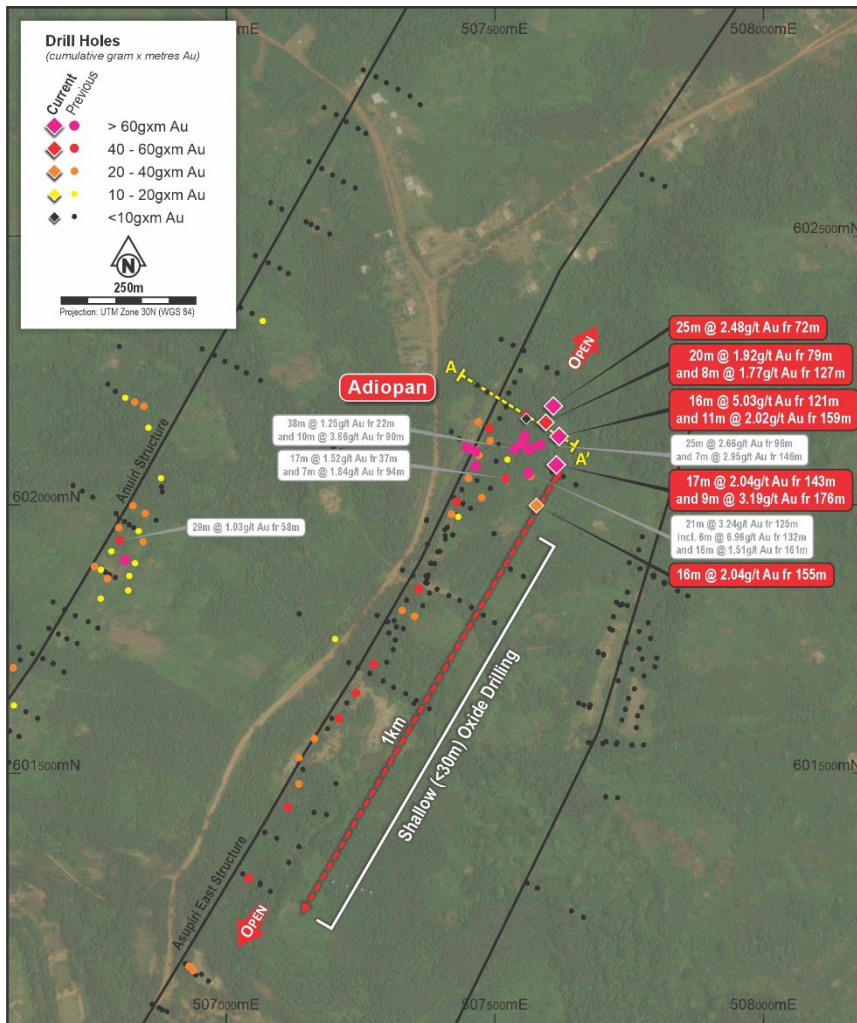 Drill Holes
(cumulative gram x metres Au)
Current
Previous
> 60gxm Au
40 - 60gxm Au
20 - 40gxm Au
10 - 20gxm Au
<10gxm Au
N
250m
Projection: UTM Zone 30N (WGS 84)
mE
507500mE
508000mE
602500mN
OPEN
25m @ 2.48g/t Au fr 72m
20m @ 1.92g/t Au fr 79m
and 8m @ 1.77g/t Au fr 127m
16m @ 5.03g/t Au fr 121m
and 11m @ 2.02g/t Au fr 159m
25m @ 2.66g/t Au fr 96m
and 7m @ 2.95g/t Au fr 146m
17m @ 2.04g/t Au fr 143m
and 9m @ 3.19g/t Au fr 176m
21m @ 3.24g/t Au fr 125m
incl. 6m @ 6.96g/t Au fr 132m
and 16m @ 1.51g/t Au fr 161m
16m @ 2.04g/t Au fr 155m
Adiopan
A
A'
38m @ 1.25g/t Au fr 22m
and 10m @ 3.66g/t Au fr 90m
17m @ 1.52g/t Au fr 37m
and 7m @ 1.84g/t Au fr 94m
Anuiri Structure
602000mN
29m @ 1.03g/t Au fr 58m
1km
Shallow (<30m) Oxide Drilling
601500mN
601500mN
Asupiri East Structure
OPEN
507000mE
507500mE
508000mE